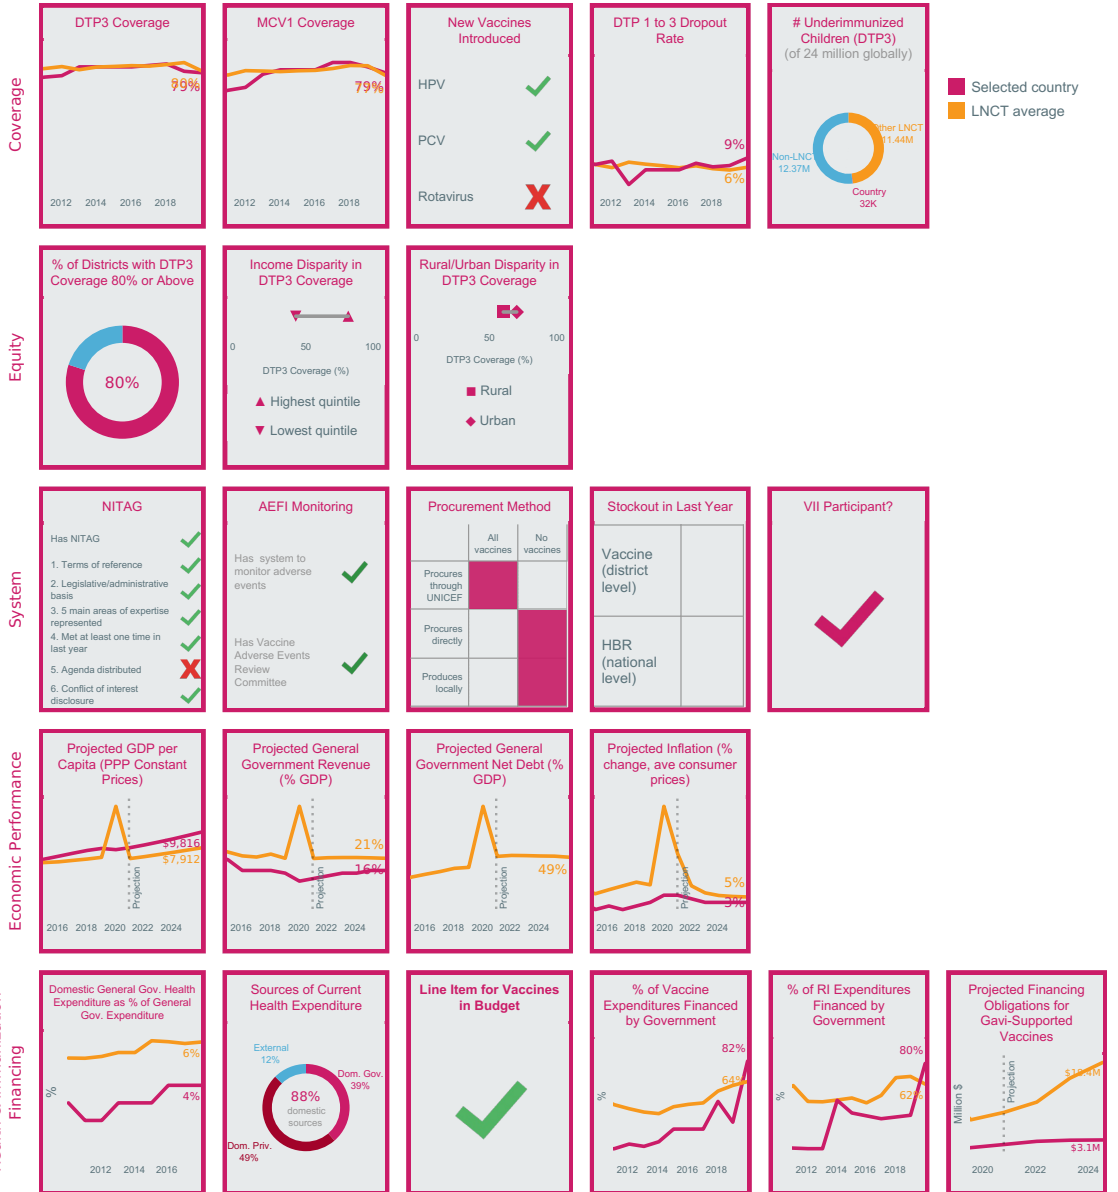 Coverage
DTP3 Coverage
79%
2012 2014 2016 2018
MCV1 Coverage
79%
2012 2014 2016 2018
New Vaccines
Introduced
HPV
PCV
Rotavirus
DTP 1 to 3 Dropout
Rate
9%
6%
2012 2014 2016 2018
# Underimmunized
Children (DTP3)
(of 24 million globally)
Other LNCT
11.44M
12.37M
Country
32K
Selected country
LNCT average
Equity
% of Districts with DTP3
Coverage 80% or Above
80%
Income Disparity in
DTP3 Coverage
0 50 100
DTP3 Coverage (%)
Highest quintile
Lowest quintile
Rural/Urban Disparity in
DTP3 Coverage
0 50 100
DTP3 Coverage (%)
Rural
Urban
System
NITAG
Has NITAG
1. Terms of reference
2. Legislative/administrative
basis
3. 5 main areas of expertise
represented
4. Met at least one time in
last year
5. Agenda distributed
6. Conflict of interest
disclosure
AEFI Monitoring
Has system to
monitor adverse
events
Has Vaccine
Adverse Events
Review
Committee
Procurement Method
All
vaccines
No
vaccines
Procures
through
UNICEF
Procures
directly
Produces
locally
Stockout in Last Year
Vaccine
(district
level)
HBR
(national
level)
VII Participant?
Economic Performance
Projected GDP per
Capita (PPP Constant
Prices)
$9,816
$7,912
Projection
2016 2018 2020 2022 2024
Projected General
Government Revenue
(% GDP)
21%
16%
Projection
2016 2018 2020 2022 2024
Projected General
Government Net Debt (%
GDP)
49%
Projection
2016 2018 2020 2022 2024
Projected Inflation (%
change, ave consumer
prices)
5%
3%
Projection
2016 2018 2020 2022 2024
Financing
Domestic General Gov. Health
Expenditure as % of General
Gov. Expenditure
%
6%
4%
2012 2014 2016
Sources of Current
Health Expenditure
External
12%
Dom. Gov.
39%
88%
domestic
sources
Dom. Priv.
49%
Line Item for Vaccines
in Budget
% of Vaccine
Expenditures Financed
by Government
%
82%
64%
2012 2014 2016 2018
% of RI Expenditures
Financed by
Government
%
80%
62%
2012 2014 2016 2018
Projected Financing
Obligations for
Gavi-Supported
Vaccines
Million $
Projection
$3.1M
2020 2022 2024